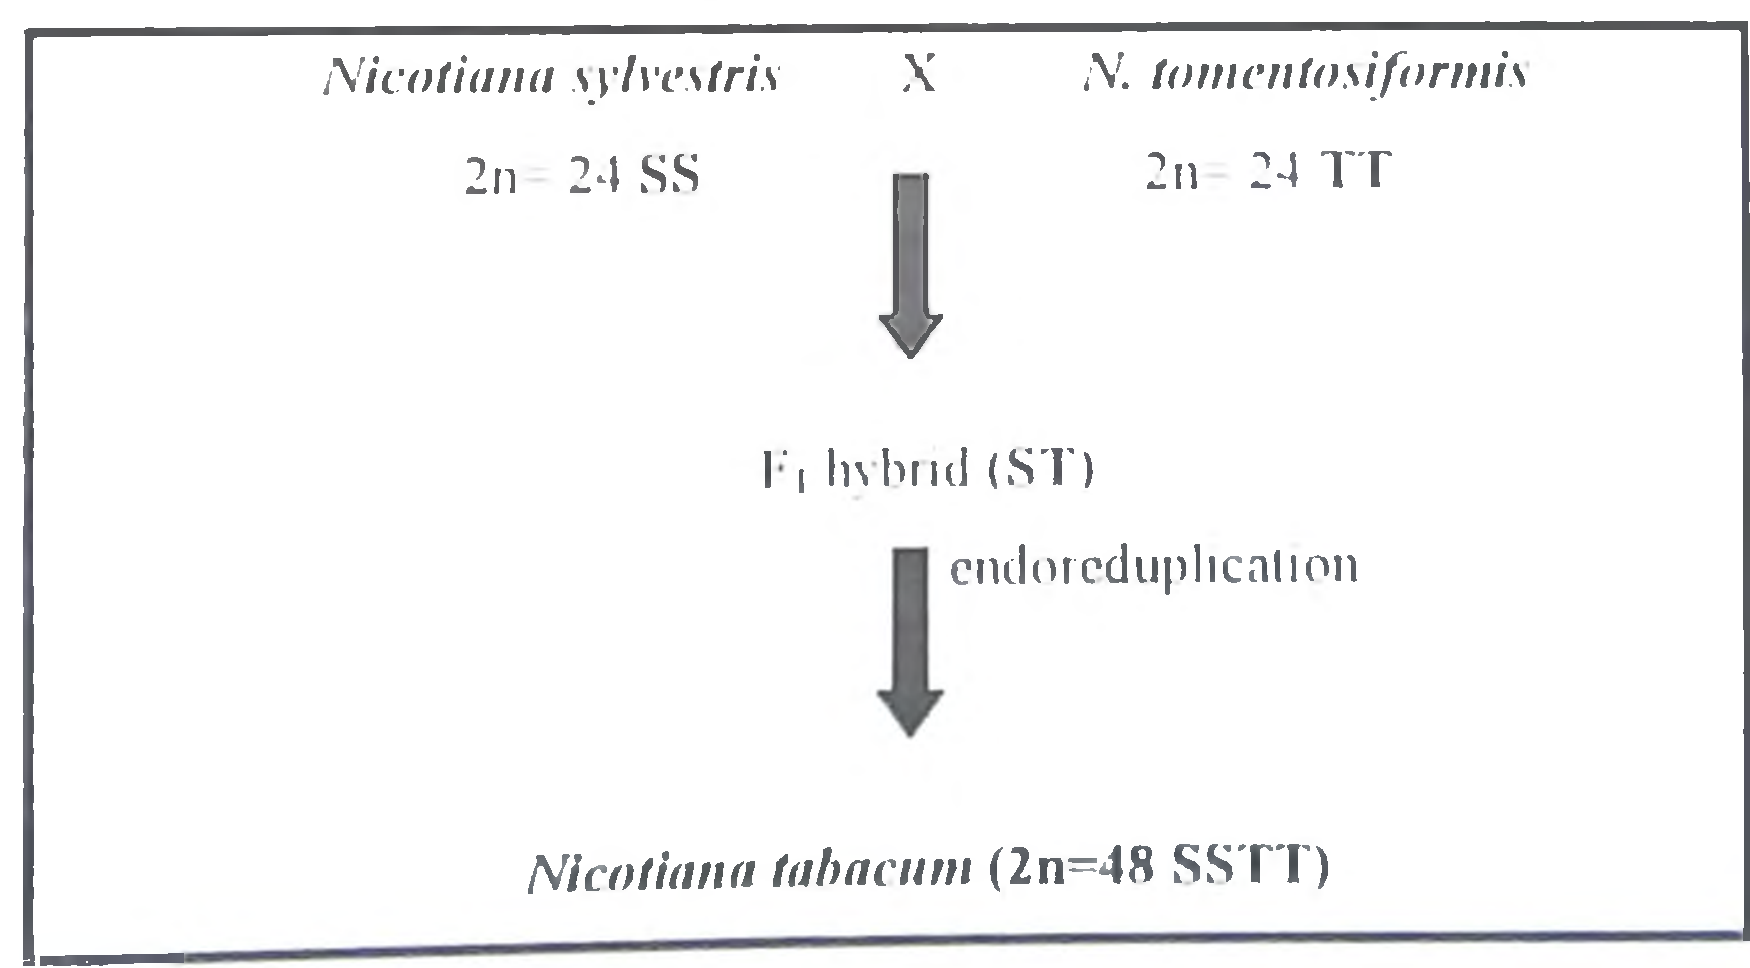 Nicotiana sylvestris X N. tomentosiformis
2n= 24 SS 2n= 24 TT
F₁ hybrid (ST)
endoreduplication
Nicotiana tabacum (2n=48 SSTT)